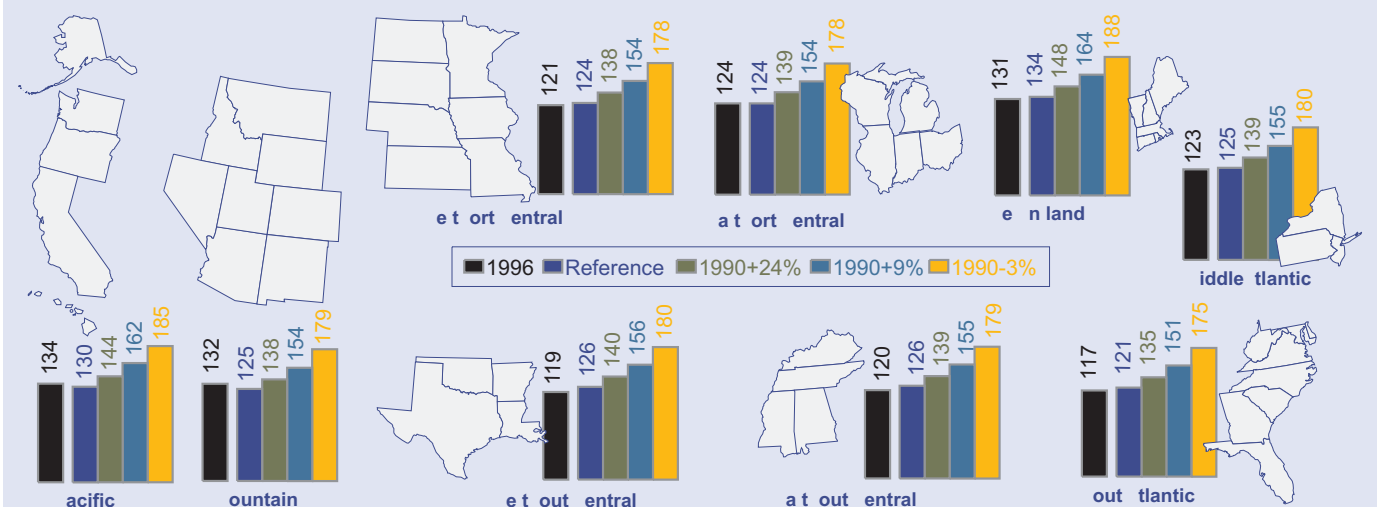 121 124 138 154 178
e t ort entral
124 124 139 154 178
a t ort entral
131 134 148 164 188
e n land
123 125 139 155 180
iddle tlantic
1996 Reference 1990+24% 1990+9% 1990-3%
134 130 144 162 185
acific
132 125 138 154 179
ountain
119 126 140 156 180
e t out entral
120 126 139 155 179
a t out entral
117 121 135 151 175
out tlantic